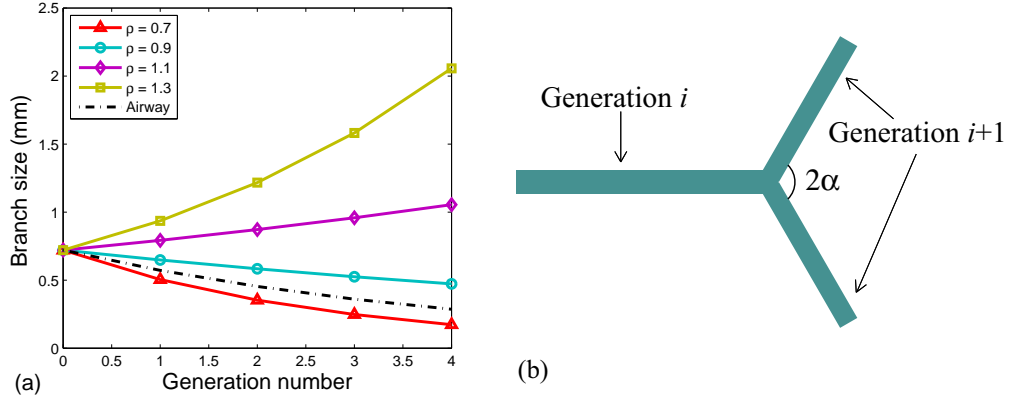 2.5
2
1.5
1
0.5
0
Branch size (mm)
ρ = 0.7
ρ = 0.9
ρ = 1.1
ρ = 1.3
Airway
0 0.5 1 1.5 2 2.5 3 3.5 4
Generation number
(a)
Generation i
Generation i+1
2α
(b)